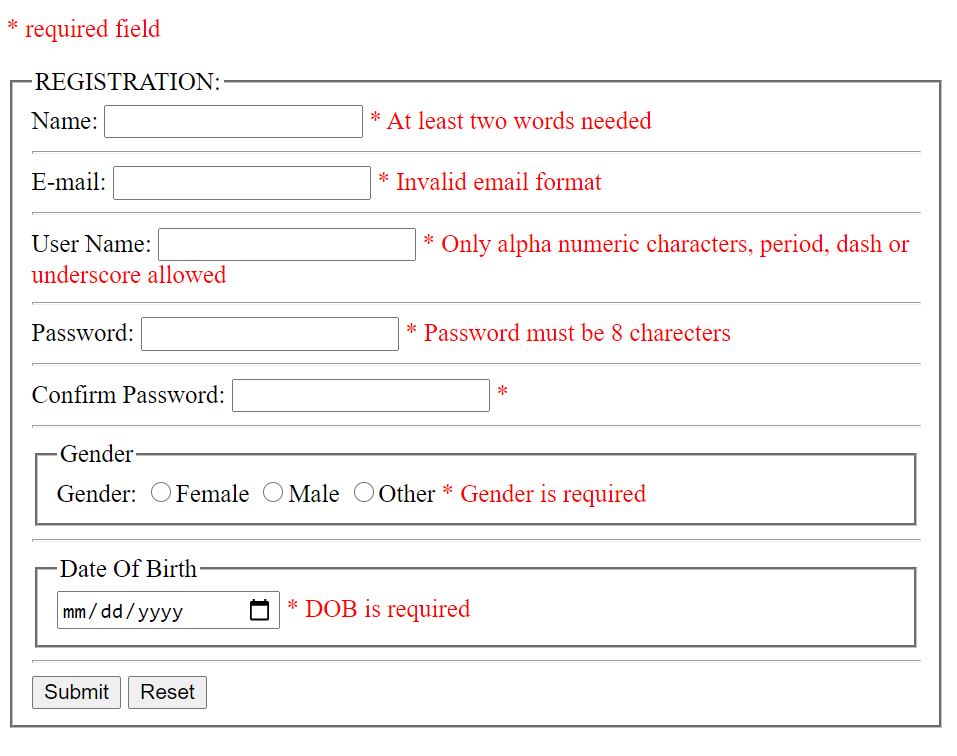 * required field
REGISTRATION:
Name: * At least two words needed
E-mail: * Invalid email format
User Name: * Only alpha numeric characters, period, dash or
underscore allowed
Password: * Password must be 8 charecters
Confirm Password: *
Gender
Gender: Female Male Other * Gender is required
Date Of Birth
mm/dd/yyyy * DOB is required
Submit Reset